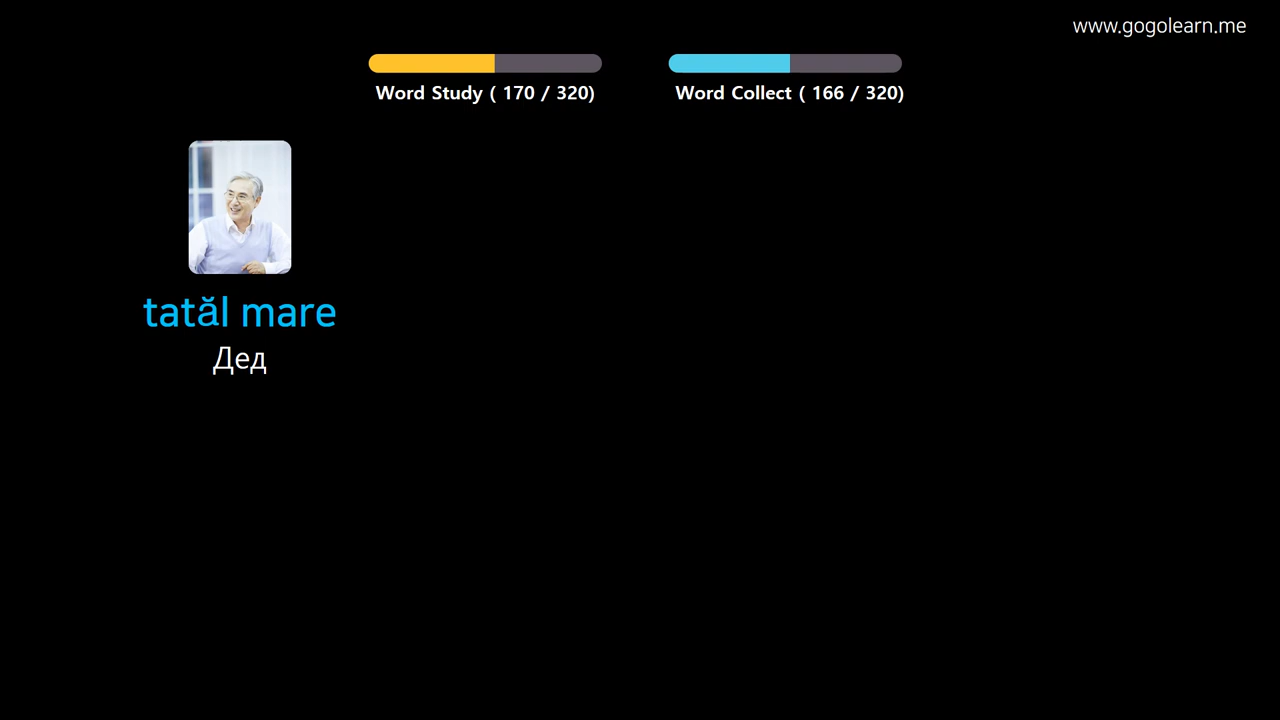 www.gogolearn.me
Word Study ( 170 / 320)
Word Collect ( 166 / 320)
tatăl mare
Дед